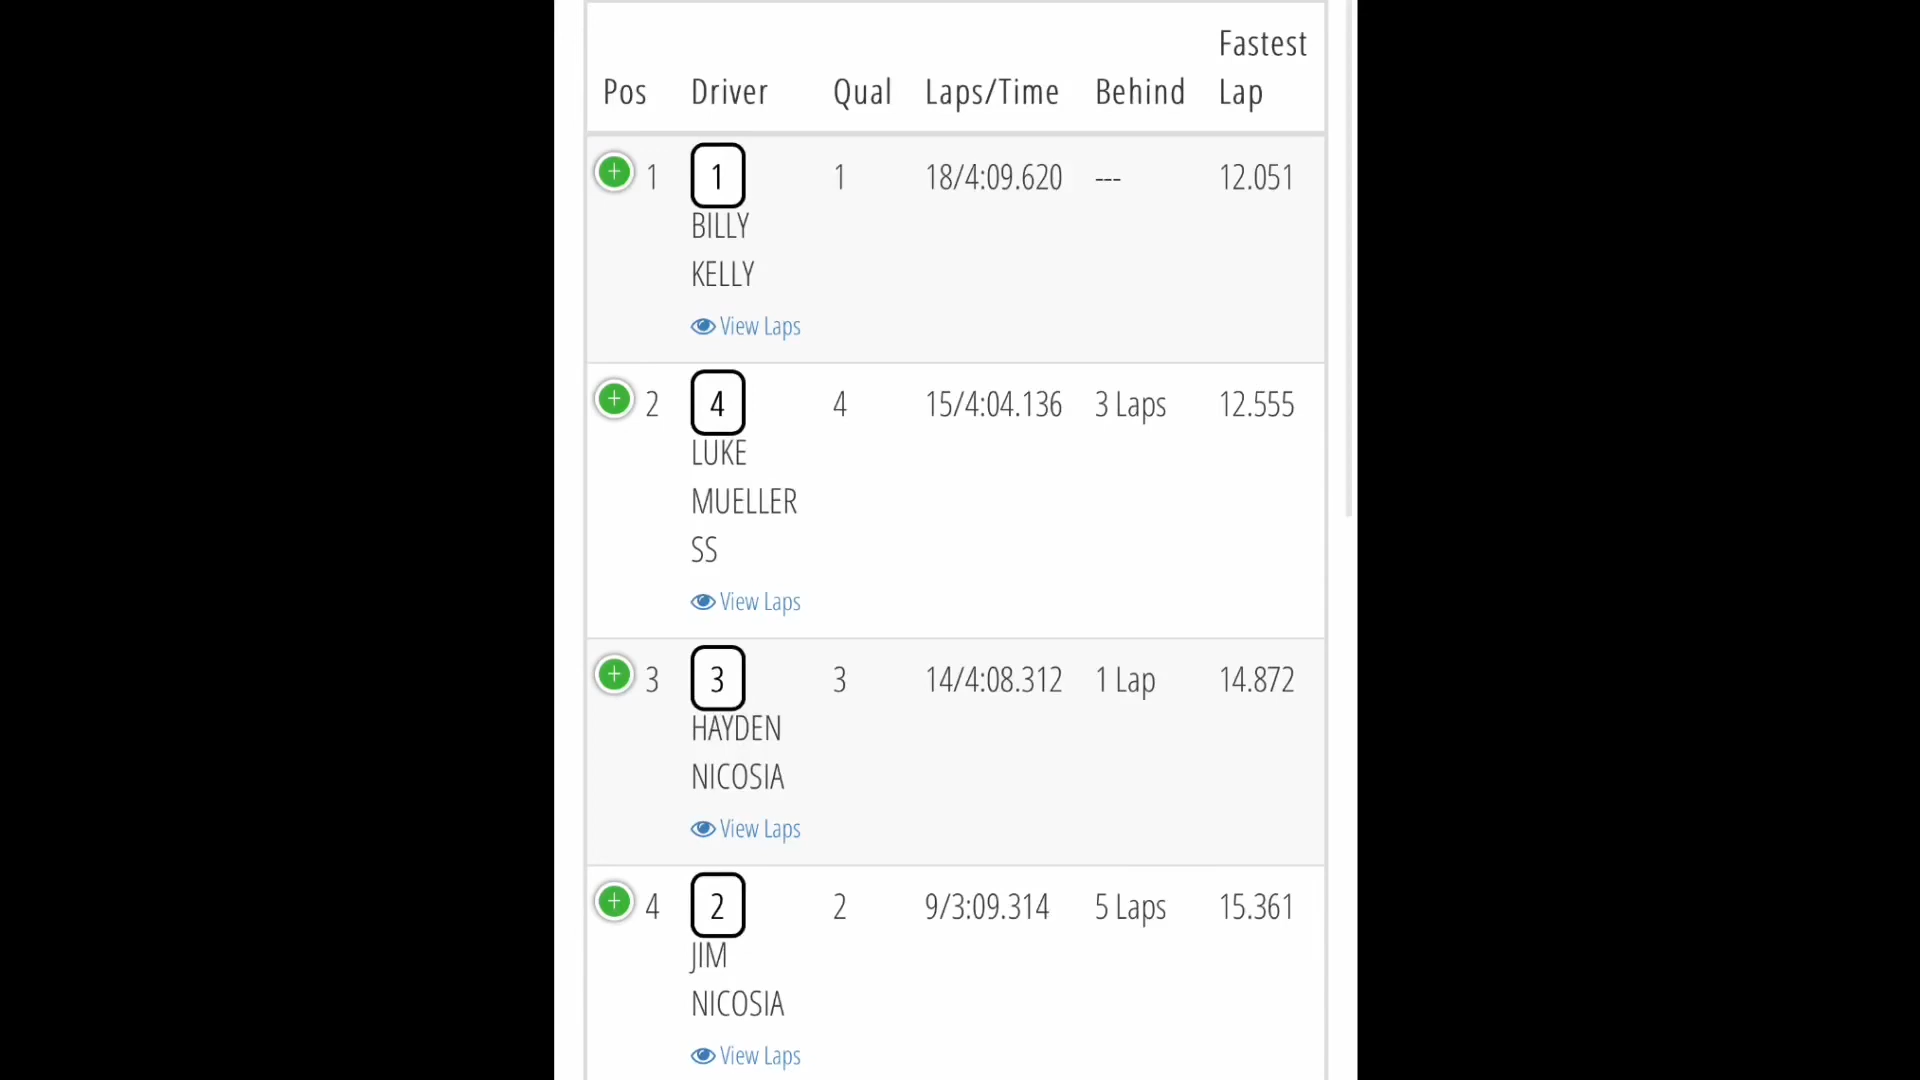 Pos Driver Qual Laps/Time Behind Fastest Lap
1 1 1 18/4:09.620 --- 12.051
BILLY
KELLY
View Laps
2 4 4 15/4:04.136 3 Laps 12.555
LUKE
MUELLER
SS
View Laps
3 3 3 14/4:08.312 1 Lap 14.872
HAYDEN
NICOSIA
View Laps
4 2 2 9/3:09.314 5 Laps 15.361
JIM
NICOSIA
View Laps